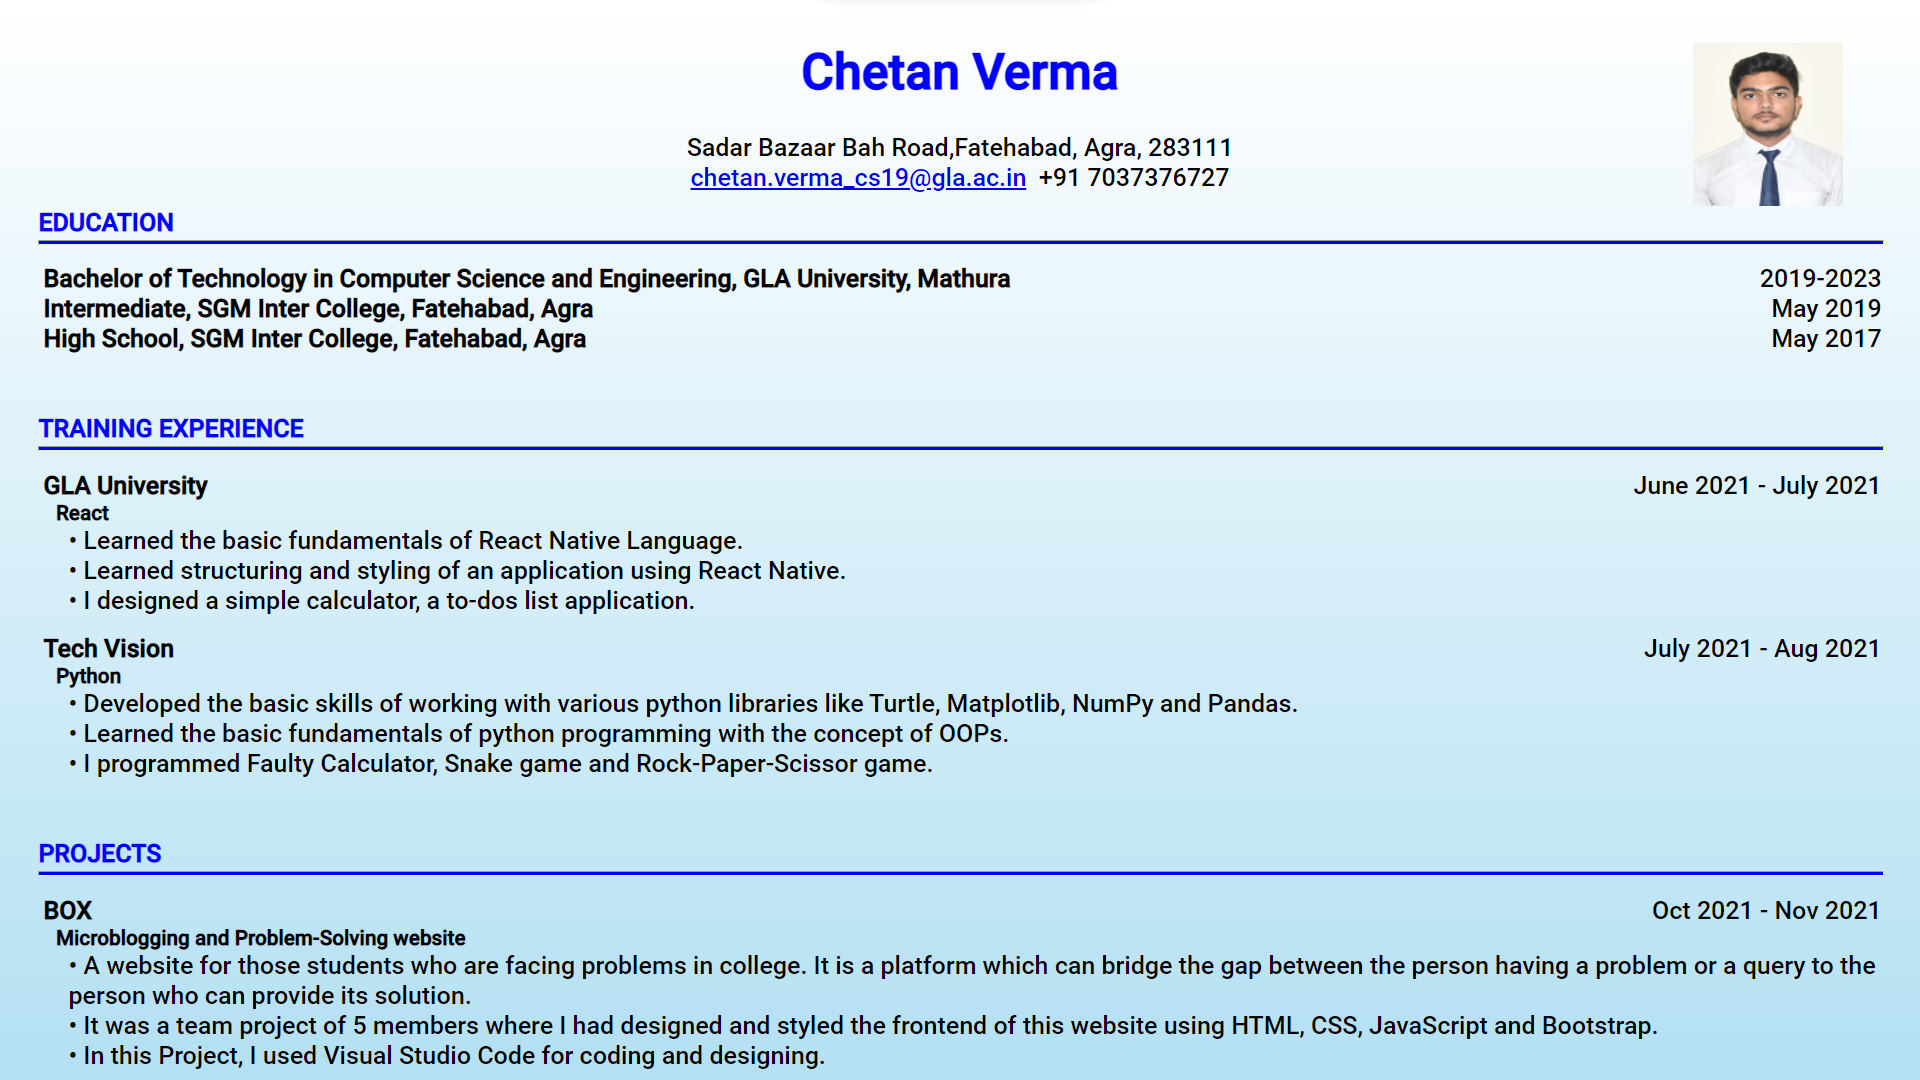 Chetan Verma
Sadar Bazaar Bah Road,Fatehabad, Agra, 283111
chetan.verma_cs19@gla.ac.in +91 7037376727
EDUCATION
Bachelor of Technology in Computer Science and Engineering, GLA University, Mathura 2019-2023
Intermediate, SGM Inter College, Fatehabad, Agra May 2019
High School, SGM Inter College, Fatehabad, Agra May 2017
TRAINING EXPERIENCE
GLA University June 2021 - July 2021
React
• Learned the basic fundamentals of React Native Language.
• Learned structuring and styling of an application using React Native.
• I designed a simple calculator, a to-dos list application.
Tech Vision July 2021 - Aug 2021
Python
• Developed the basic skills of working with various python libraries like Turtle, Matplotlib, NumPy and Pandas.
• Learned the basic fundamentals of python programming with the concept of OOPs.
• I programmed Faulty Calculator, Snake game and Rock-Paper-Scissor game.
PROJECTS
BOX Oct 2021 - Nov 2021
Microblogging and Problem-Solving website
• A website for those students who are facing problems in college. It is a platform which can bridge the gap between the person having a problem or a query to the
person who can provide its solution.
• It was a team project of 5 members where I had designed and styled the frontend of this website using HTML, CSS, JavaScript and Bootstrap.
• In this Project, I used Visual Studio Code for coding and designing.